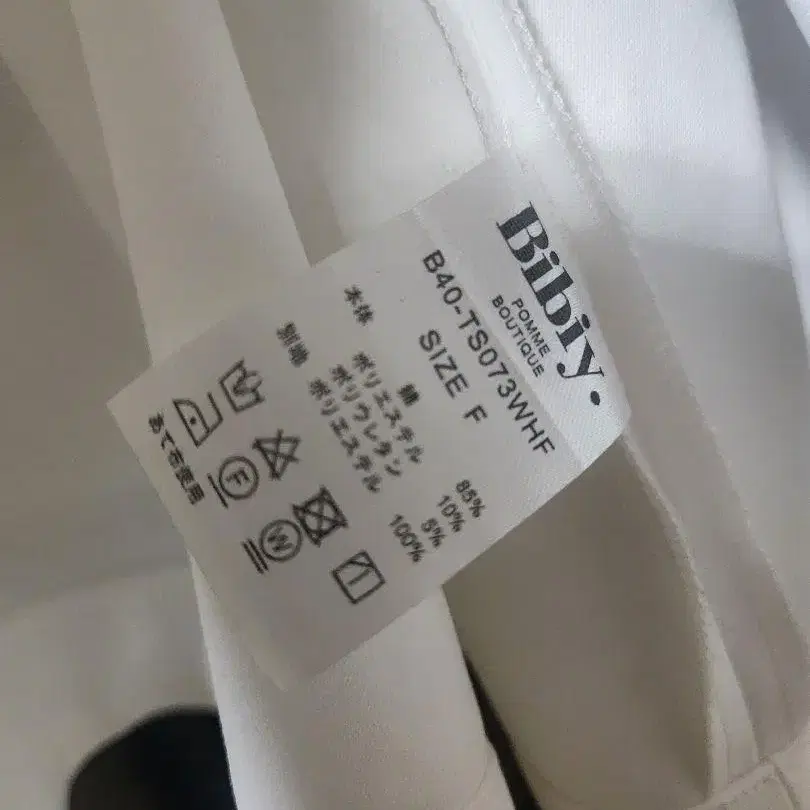 Bibiy.
POMME
BOUTIQUE
B40-TS073WHF
SIZE F
本体 綿 85%
ポリエステル 10%
ポリウレタン 5%
別地 ポリエステル 100%
F W
あて布使用